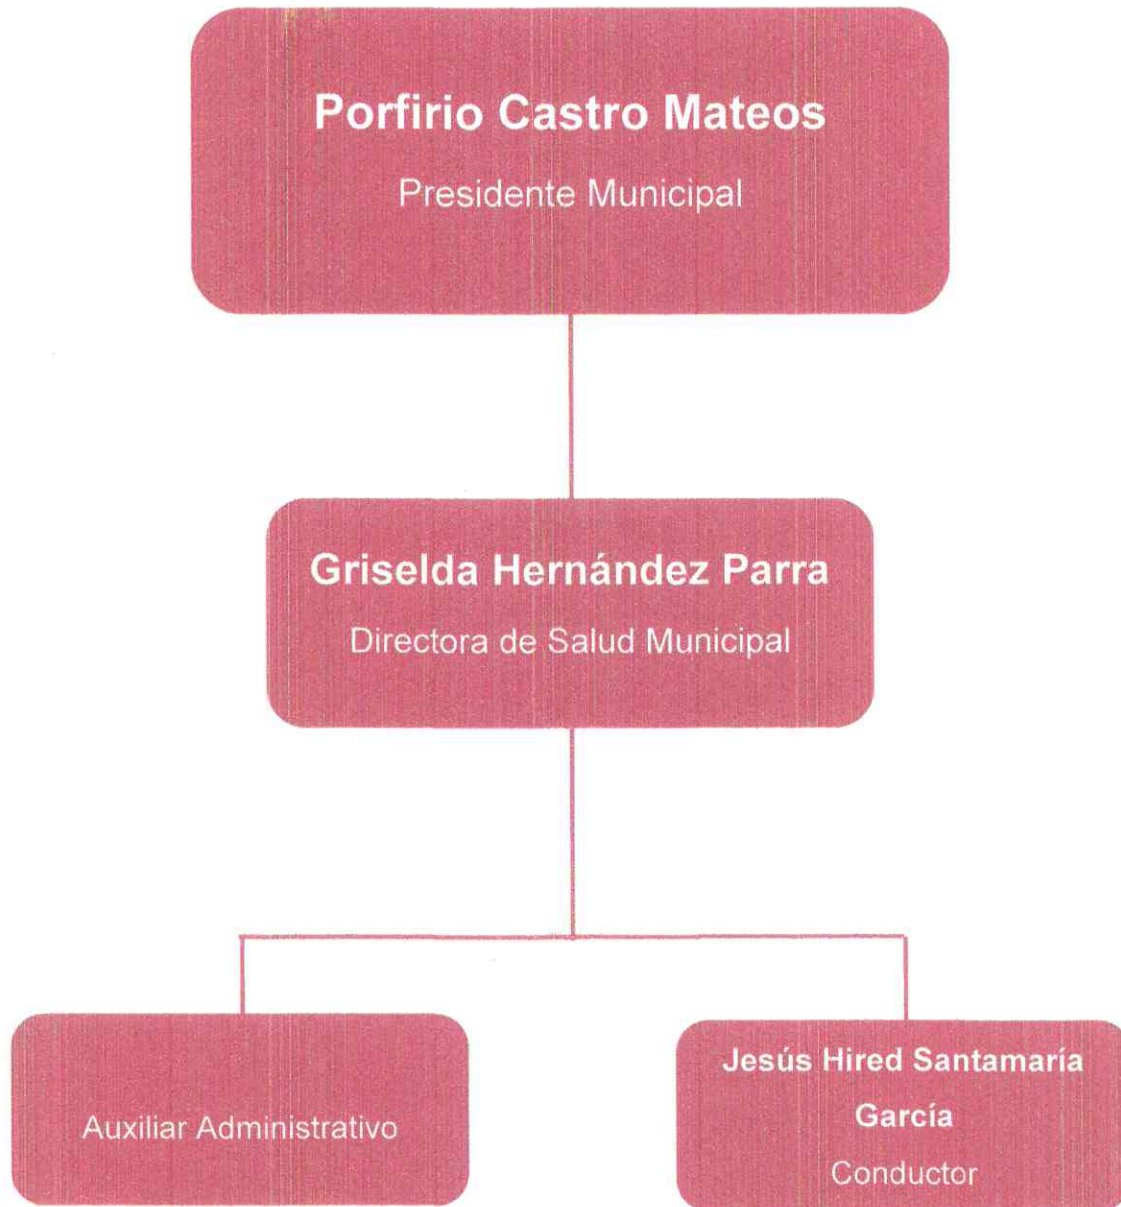 Porfirio Castro Mateos
Presidente Municipal
Griselda Hernández Parra
Directora de Salud Municipal
Auxiliar Administrativo
Jesús Hired Santamaría
García
Conductor